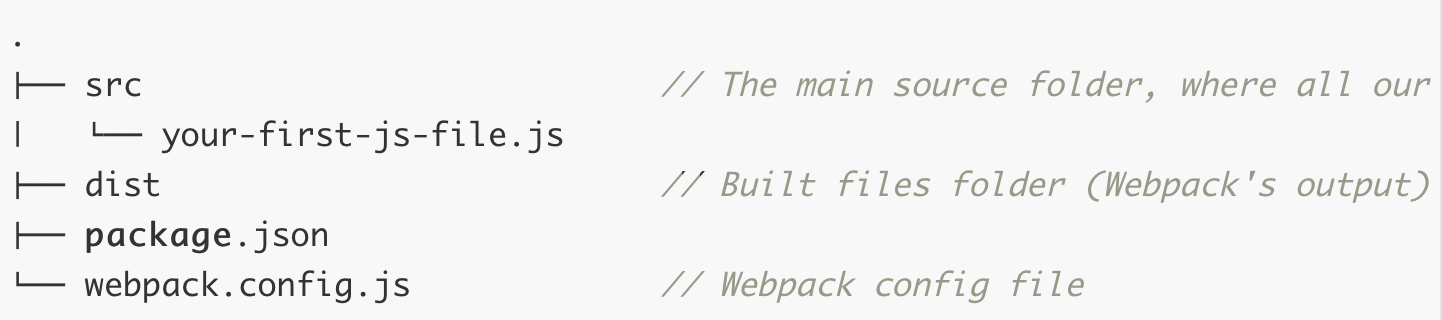 .
├── src                           // The main source folder, where all our
|   └── your-first-js-file.js
├── dist                          // Built files folder (Webpack's output)
├── package.json
└── webpack.config.js             // Webpack config file